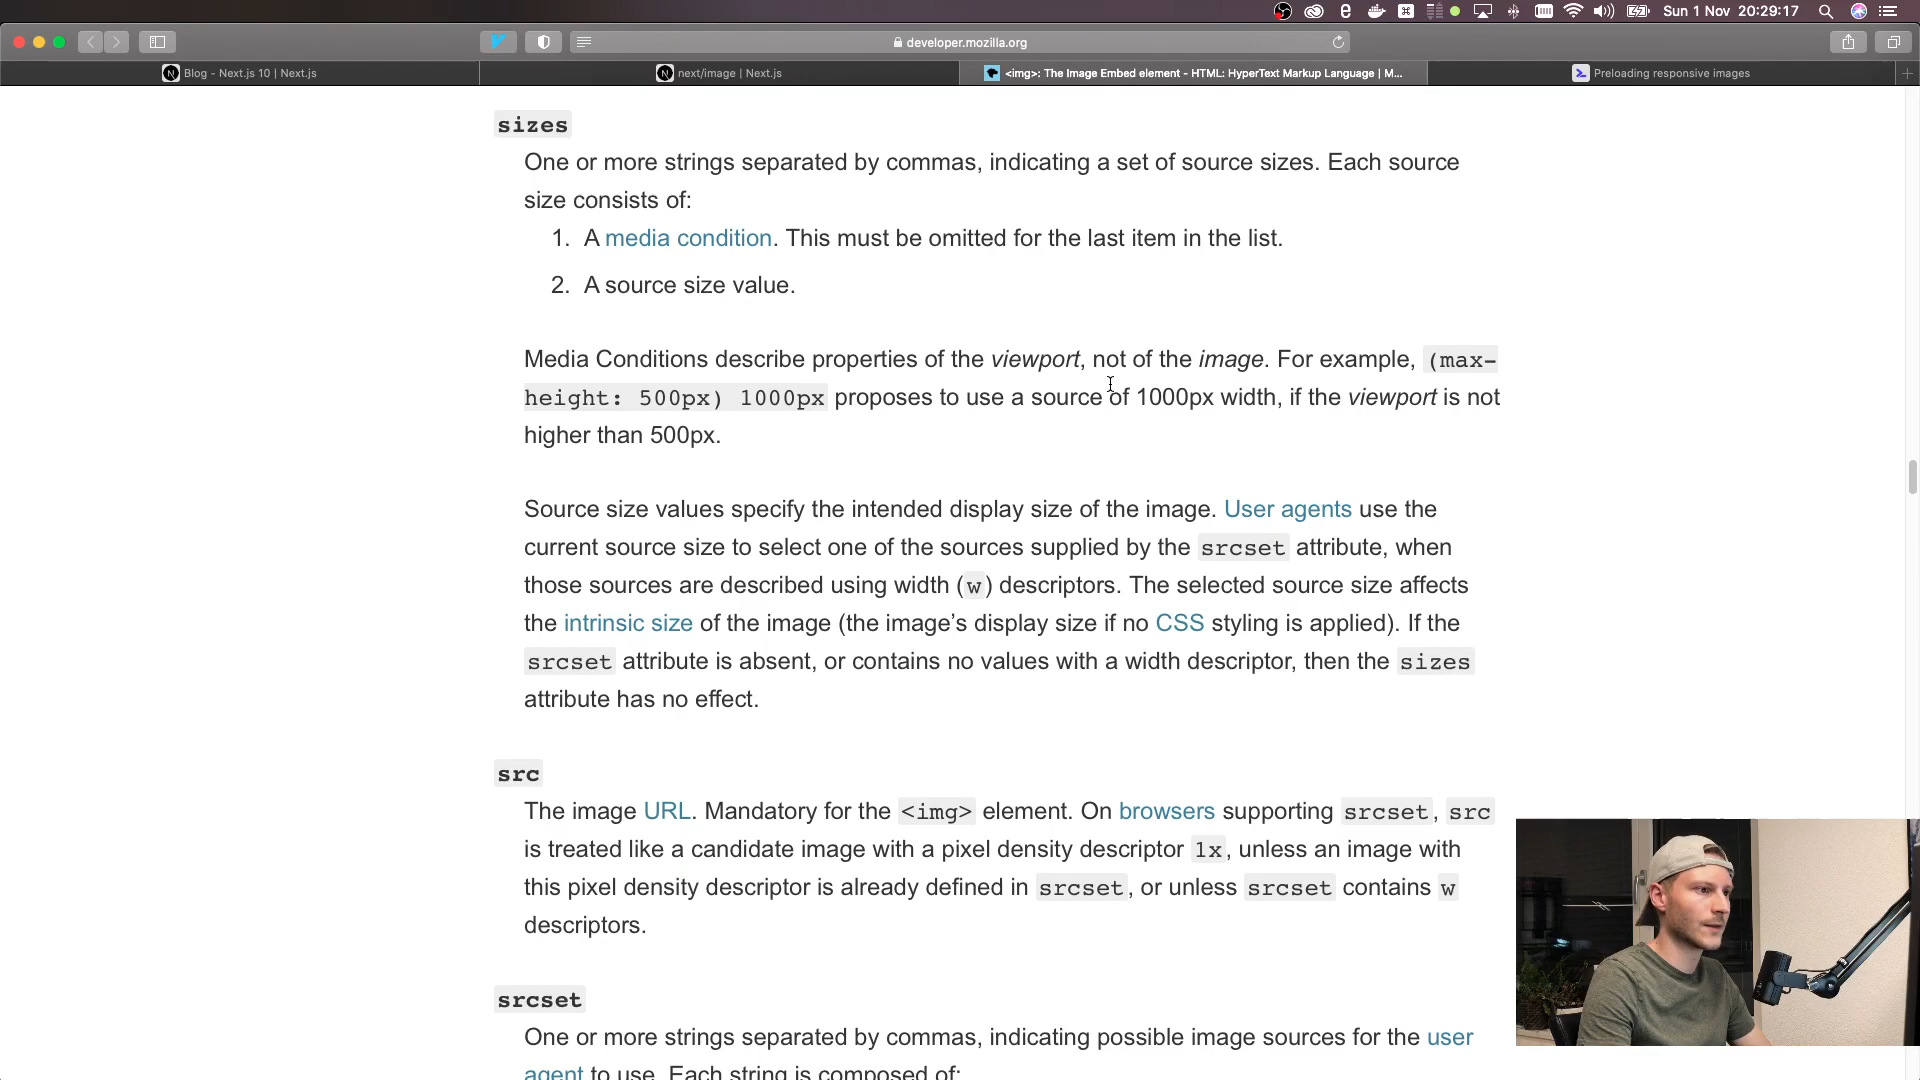 Sun 1 Nov 20:29:17
developer.mozilla.org
Blog - Next.js 10 | Next.js
next/image | Next.js
<img>: The Image Embed element - HTML: HyperText Markup Language | M...
Preloading responsive images
sizes
One or more strings separated by commas, indicating a set of source sizes. Each source
size consists of:
1. A media condition. This must be omitted for the last item in the list.
2. A source size value.
Media Conditions describe properties of the viewport, not of the image. For example, (max-
height: 500px) 1000px proposes to use a source of 1000px width, if the viewport is not
higher than 500px.
Source size values specify the intended display size of the image. User agents use the
current source size to select one of the sources supplied by the srcset attribute, when
those sources are described using width (w) descriptors. The selected source size affects
the intrinsic size of the image (the image’s display size if no CSS styling is applied). If the
srcset attribute is absent, or contains no values with a width descriptor, then the sizes
attribute has no effect.
src
The image URL. Mandatory for the <img> element. On browsers supporting srcset, src
is treated like a candidate image with a pixel density descriptor 1x, unless an image with
this pixel density descriptor is already defined in srcset, or unless srcset contains w
descriptors.
srcset
One or more strings separated by commas, indicating possible image sources for the user
agent to use. Each string is composed of: